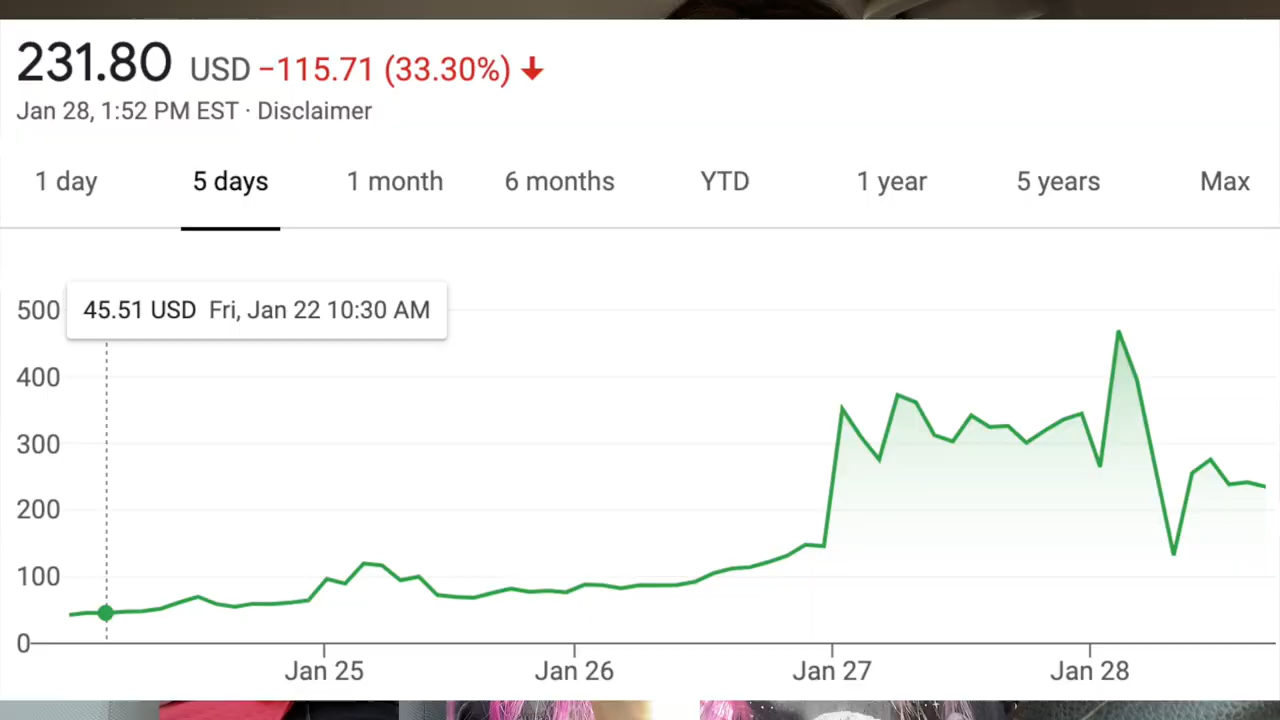 231.80 USD −115.71 (33.30%) ↓
Jan 28, 1:52 PM EST · Disclaimer
1 day 5 days 1 month 6 months YTD 1 year 5 years Max
500
45.51 USD Fri, Jan 22 10:30 AM
400
300
200
100
0
Jan 25 Jan 26 Jan 27 Jan 28